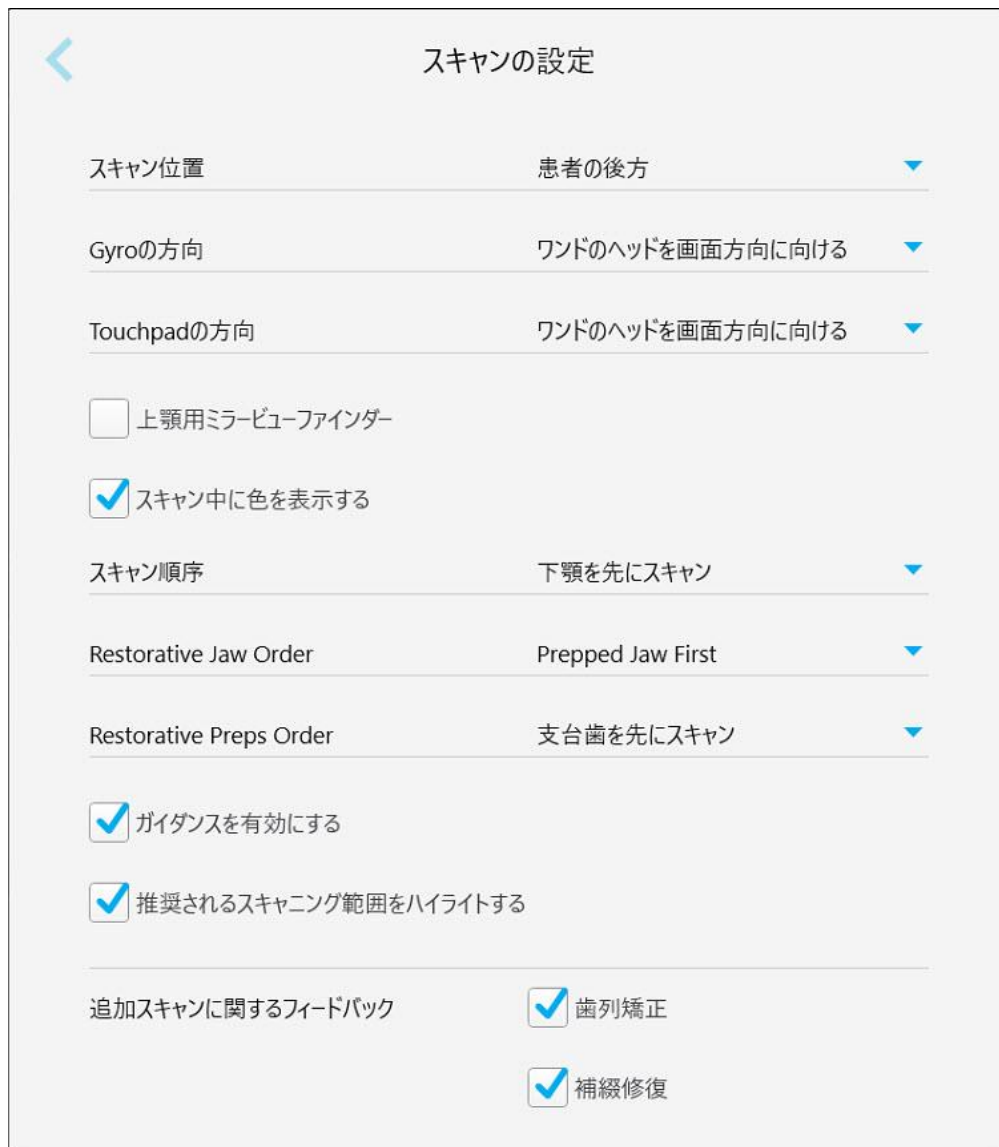 スキャンの設定
スキャン位置 患者の後方
Gyroの方向 ワンドのヘッドを画面方向に向ける
Touchpadの方向 ワンドのヘッドを画面方向に向ける
上顎用ミラービューファインダー
スキャン中に色を表示する
スキャン順序 下顎を先にスキャン
Restorative Jaw Order Prepped Jaw First
Restorative Preps Order 支台歯を先にスキャン
ガイダンスを有効にする
推奨されるスキャニング範囲をハイライトする
追加スキャンに関するフィードバック 歯列矯正
補綴修復